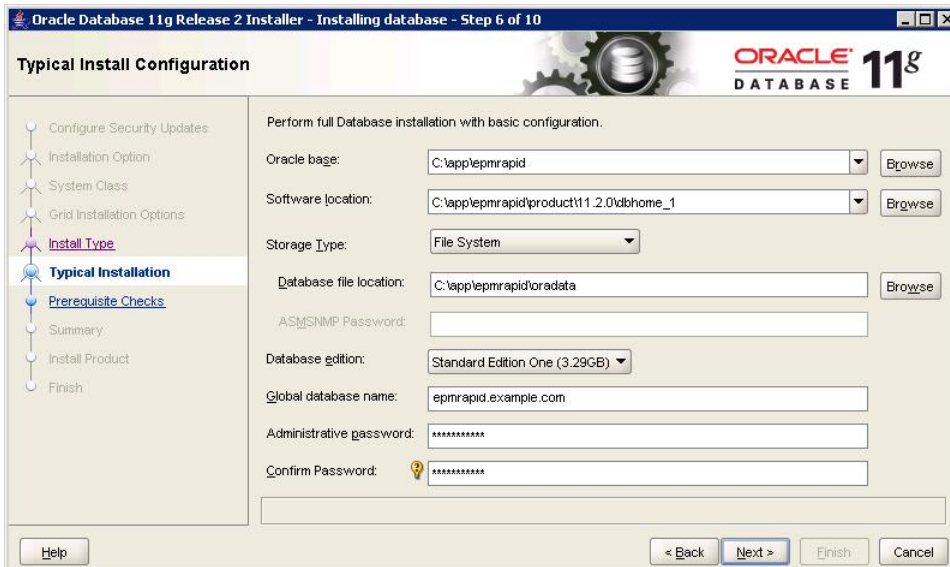 Oracle Database 11g Release 2 Installer - Installing database - Step 6 of 10
Typical Install Configuration
ORACLE DATABASE 11g
Configure Security Updates
Installation Option
System Class
Grid Installation Options
Install Type
Typical Installation
Prerequisite Checks
Summary
Install Product
Finish
Perform full Database installation with basic configuration.
Oracle base: C:\app\epmrapid Browse
Software location: C:\app\epmrapid\product\11.2.0\dbhome_1 Browse
Storage Type: File System
Database file location: C:\app\epmrapid\oradata Browse
ASMSNMP Password:
Database edition: Standard Edition One (3.29GB)
Global database name: epmrapid.example.com
Administrative password: ***********
Confirm Password: ***********
Help < Back Next > Finish Cancel